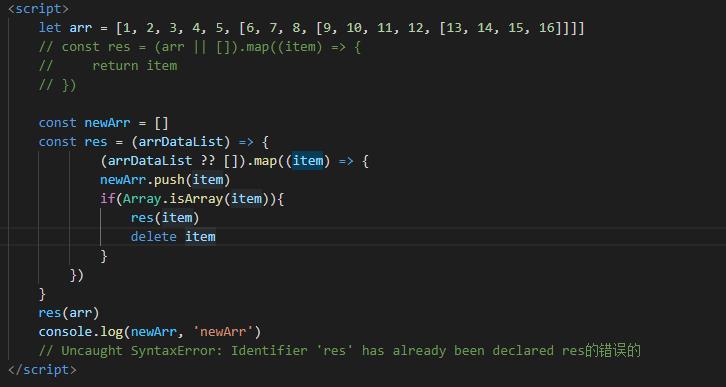 <script>
let arr = [1, 2, 3, 4, 5, [6, 7, 8, [9, 10, 11, 12, [13, 14, 15, 16]]]]
// const res = (arr || []).map((item) => {
//     return item
// })
const newArr = []
const res = (arrDataList) => {
(arrDataList ?? []).map((item) => {
newArr.push(item)
if(Array.isArray(item)){
res(item)
delete item
}
})
}
res(arr)
console.log(newArr, 'newArr')
// Uncaught SyntaxError: Identifier 'res' has already been declared res的错误的
</script>